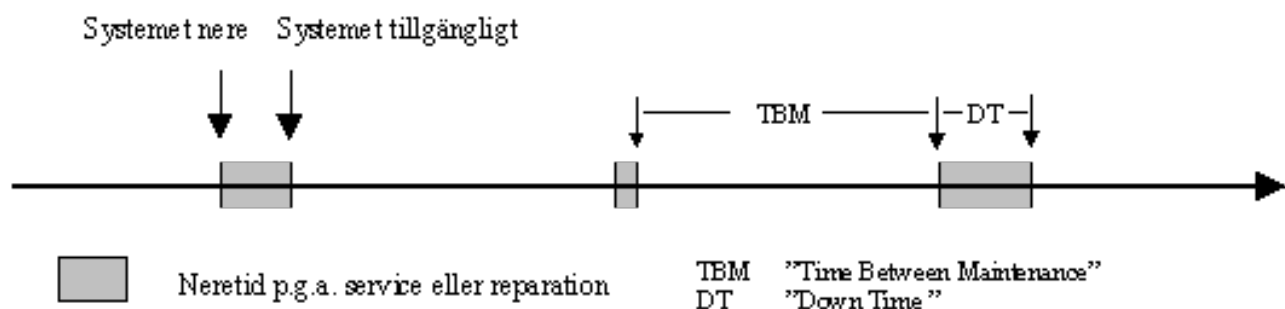 Systemet nere Systemet tillgängligt
TBM DT
Neretid p.g.a. service eller reparation
TBM ”Time Between Maintenance”
DT ”Down Time”